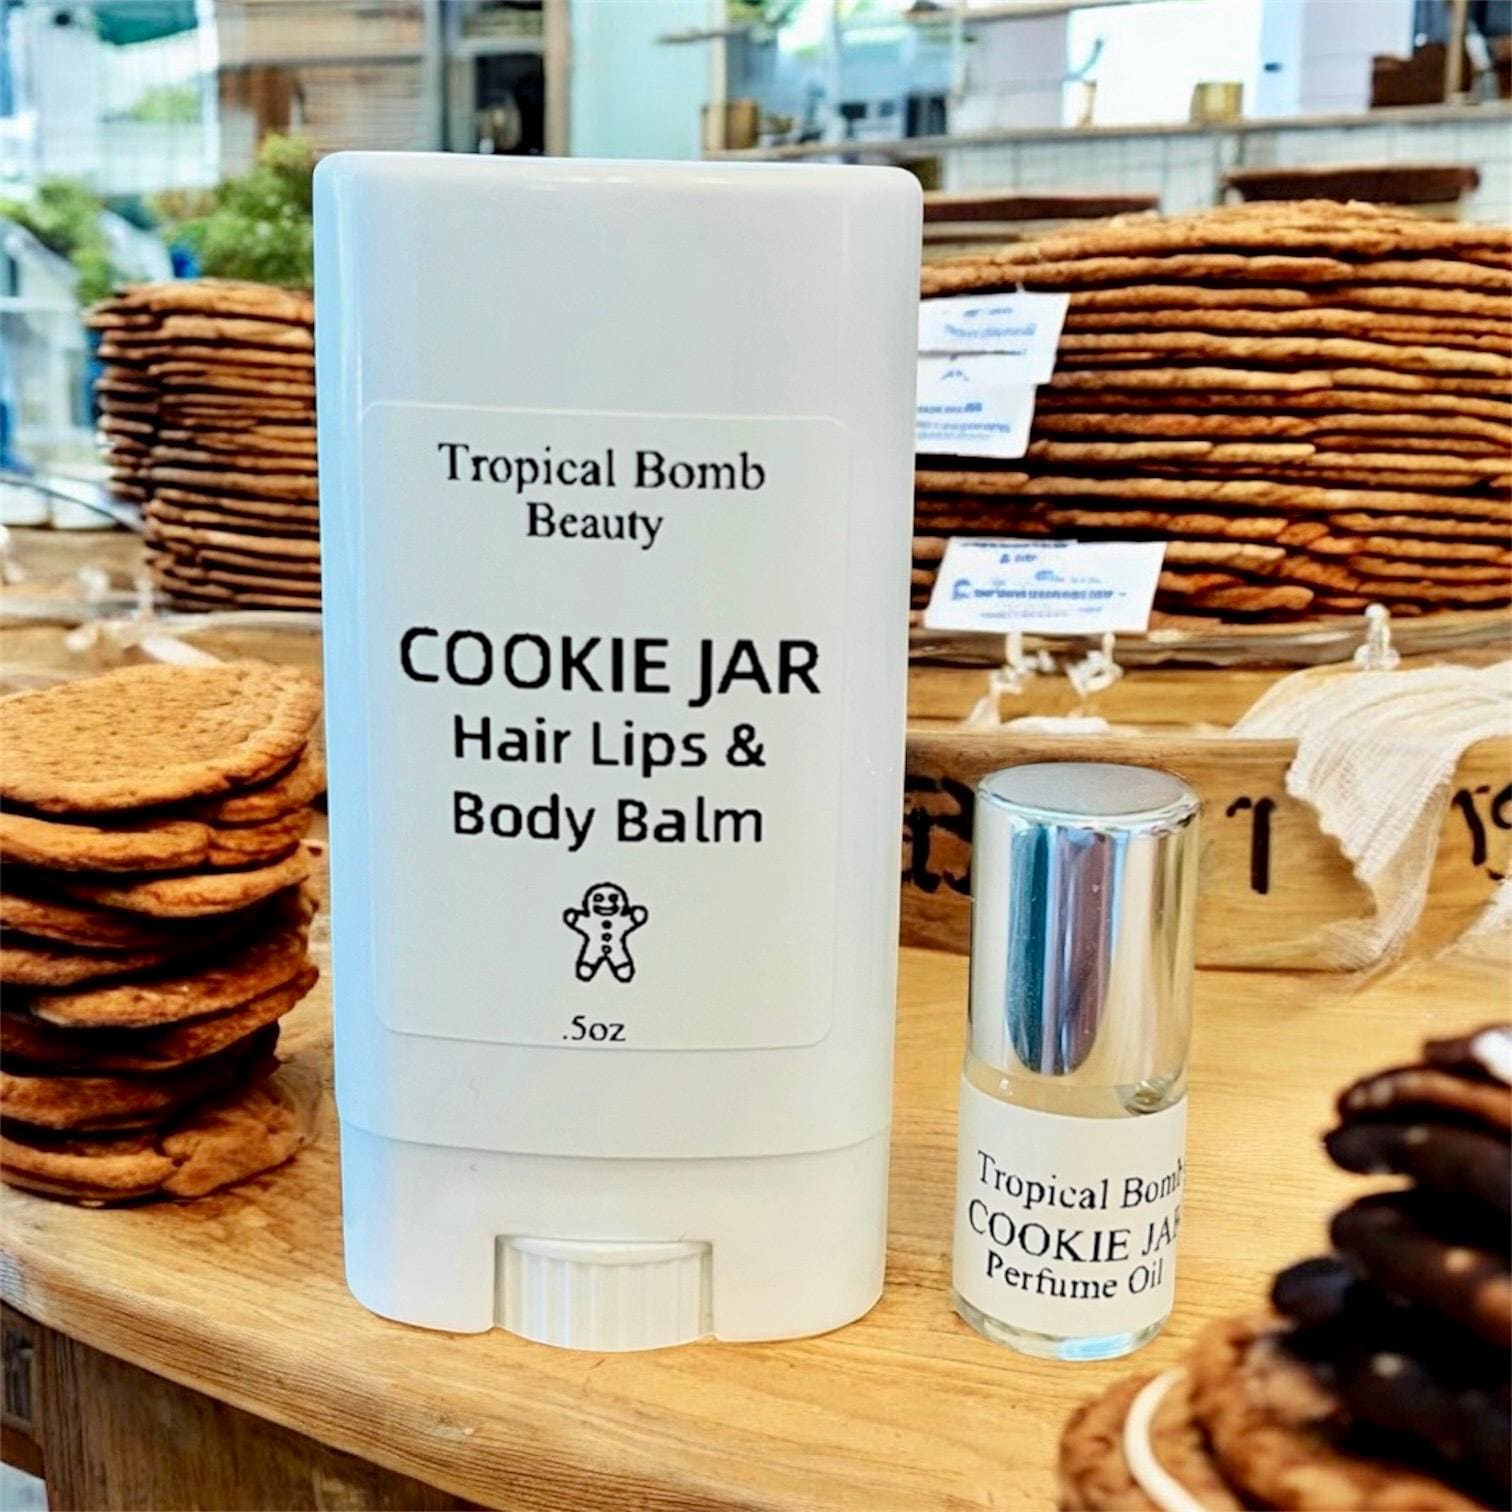 Tropical Bomb
Beauty
COOKIE JAR
Hair Lips &
Body Balm
.5oz
Tropical Bomb
COOKIE JAR
Perfume Oil